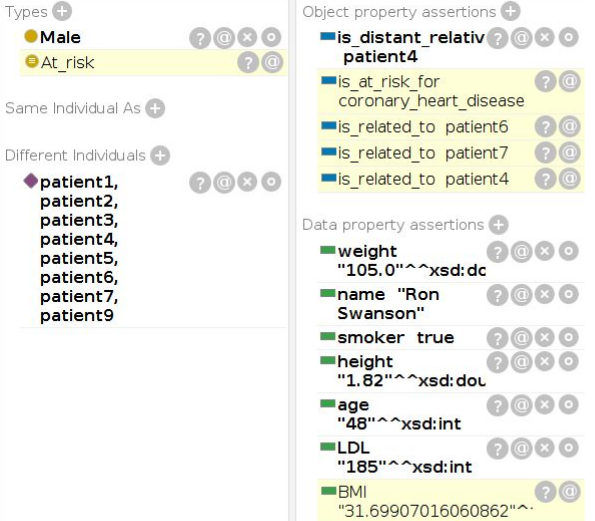 Types
Male
At_risk
Same Individual As
Different Individuals
patient1,
patient2,
patient3,
patient4,
patient5,
patient6,
patient7,
patient9
Object property assertions
is_distant_relativ
patient4
is_at_risk_for
coronary_heart_disease
is_related_to patient6
is_related_to patient7
is_related_to patient4
Data property assertions
weight
"105.0"^^xsd:do
name "Ron
Swanson"
smoker true
height
"1.82"^^xsd:dou
age
"48"^^xsd:int
LDL
"185"^^xsd:int
BMI
"31.69907016060862"^